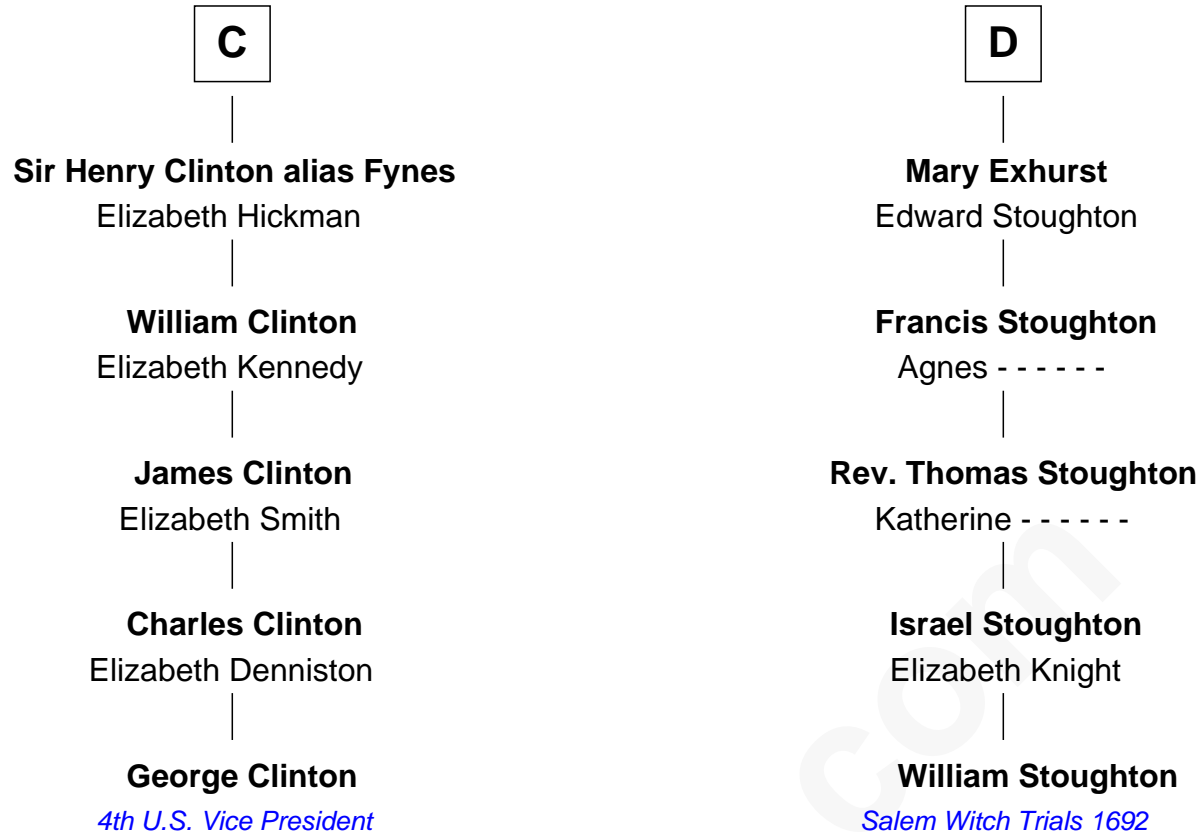 C
Sir Henry Clinton alias Fynes
Elizabeth Hickman
William Clinton
Elizabeth Kennedy
James Clinton
Elizabeth Smith
Charles Clinton
Elizabeth Denniston
George Clinton
4th U.S. Vice President
D
Mary Exhurst
Edward Stoughton
Francis Stoughton
Agnes - - - - - -
Rev. Thomas Stoughton
Katherine - - - - - -
Israel Stoughton
Elizabeth Knight
William Stoughton
Salem Witch Trials 1692
com